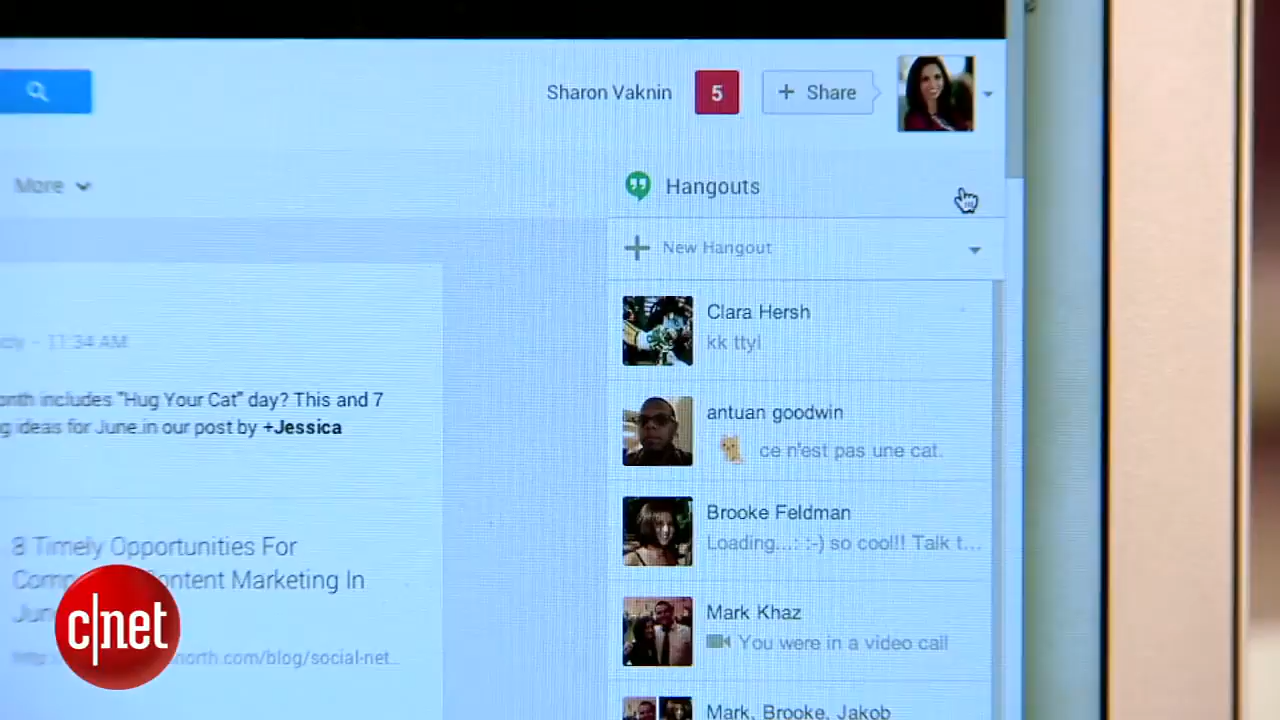 Sharon Vaknin
5
+ Share
More
Hangouts
New Hangout
- 11:34 AM
includes "Hug Your Cat" day? This and 7
ideas for June in our post by +Jessica
8 Timely Opportunities For
Content Marketing In
north.com/blog/social-net...
Clara Hersh
kk ttyl
antuan goodwin
ce n'est pas une cat.
Brooke Feldman
Loading...: :-) so cool!! Talk t...
Mark Khaz
You were in a video call
Mark, Brooke, Jakob
c|net